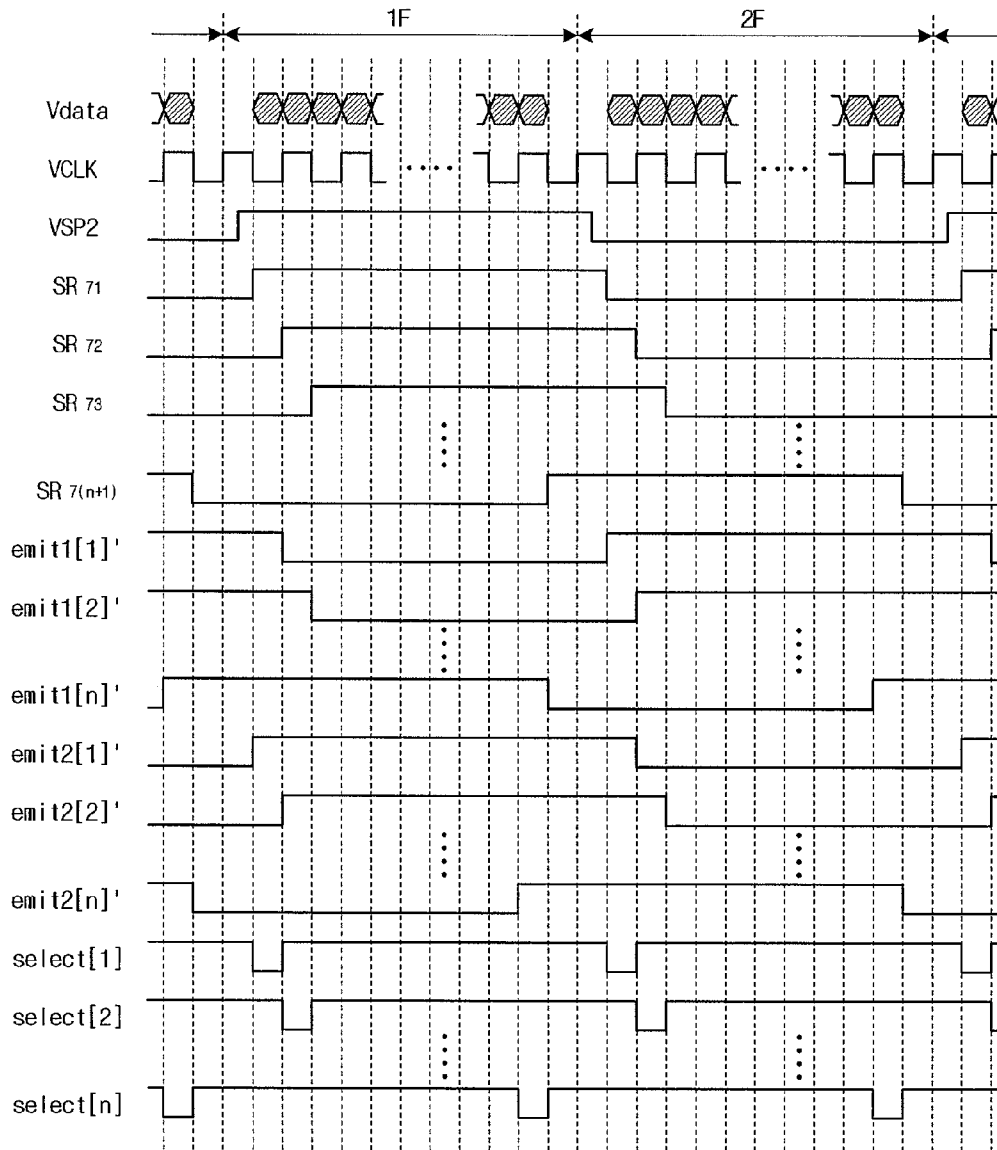 1F 2F
Vdata
VCLK
VSP2
SR 71
SR 72
SR 73
SR 7(n+1)
emit1[1]'
emit1[2]'
emit1[n]'
emit2[1]'
emit2[2]'
emit2[n]'
select[1]
select[2]
select[n]